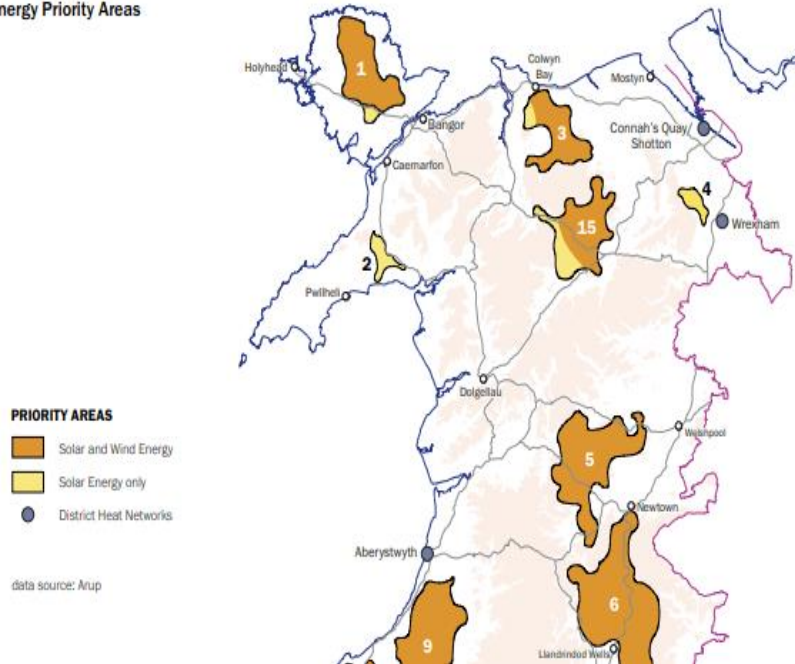 nergy Priority Areas
Holyhead
1
Bangor
Caernarfon
Colwyn
Bay
Mostyn
Connah's Quay/
Shotton
3
4
Wrexham
15
2
Pwllheli
Dolgellau
PRIORITY AREAS
Solar and Wind Energy
Solar Energy only
District Heat Networks
data source: Arup
Welshpool
5
Newtown
Aberystwyth
6
9
Llandrindod Wells